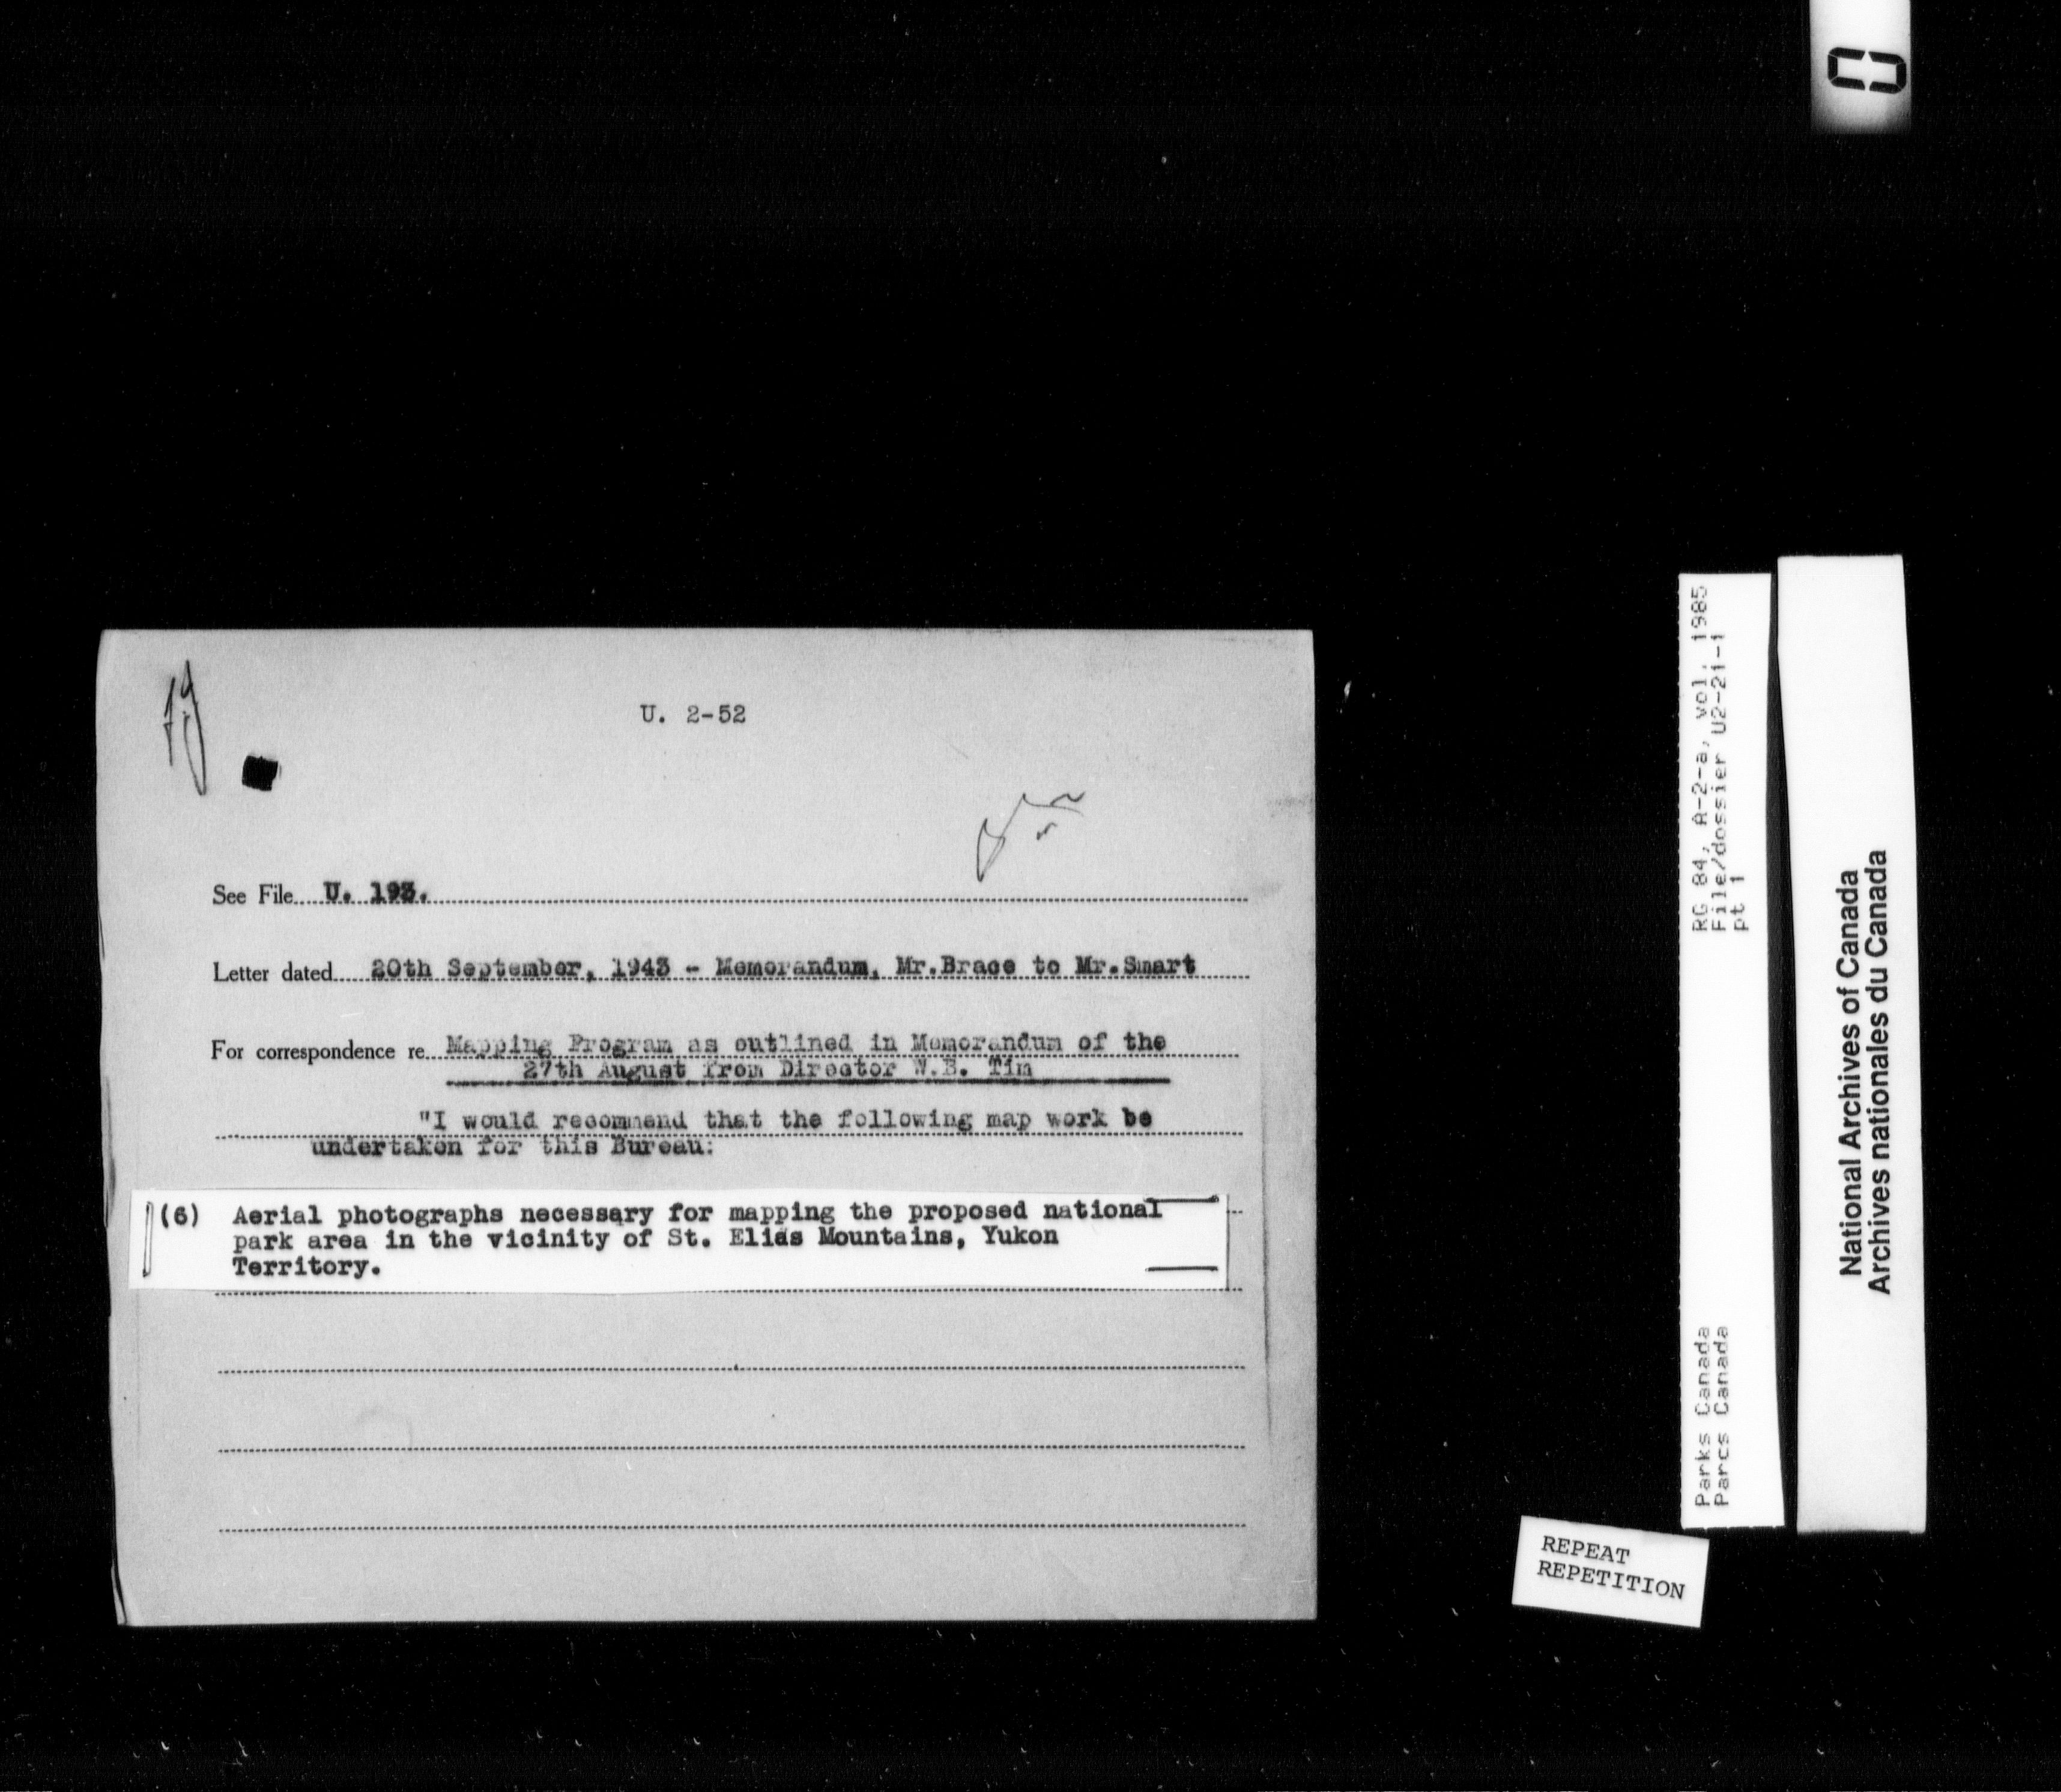 U. 2-52
See File U. 193.
Letter dated 20th September, 1943 - Memorandum, Mr.Brace to Mr.Smart
For correspondence re Mapping Program as outlined in Memorandum of the
27th August from Director W.B. Tim
"I would recommend that the following map work be
undertaken for this Bureau:
(6) Aerial photographs necessary for mapping the proposed national
park area in the vicinity of St. Elias Mountains, Yukon
Territory.
RG 84, A-2-a, vol. 1985
File/dossier U2-21-1
pt 1
Parks Canada
Parcs Canada
National Archives of Canada
Archives nationales du Canada
REPEAT
REPETITION